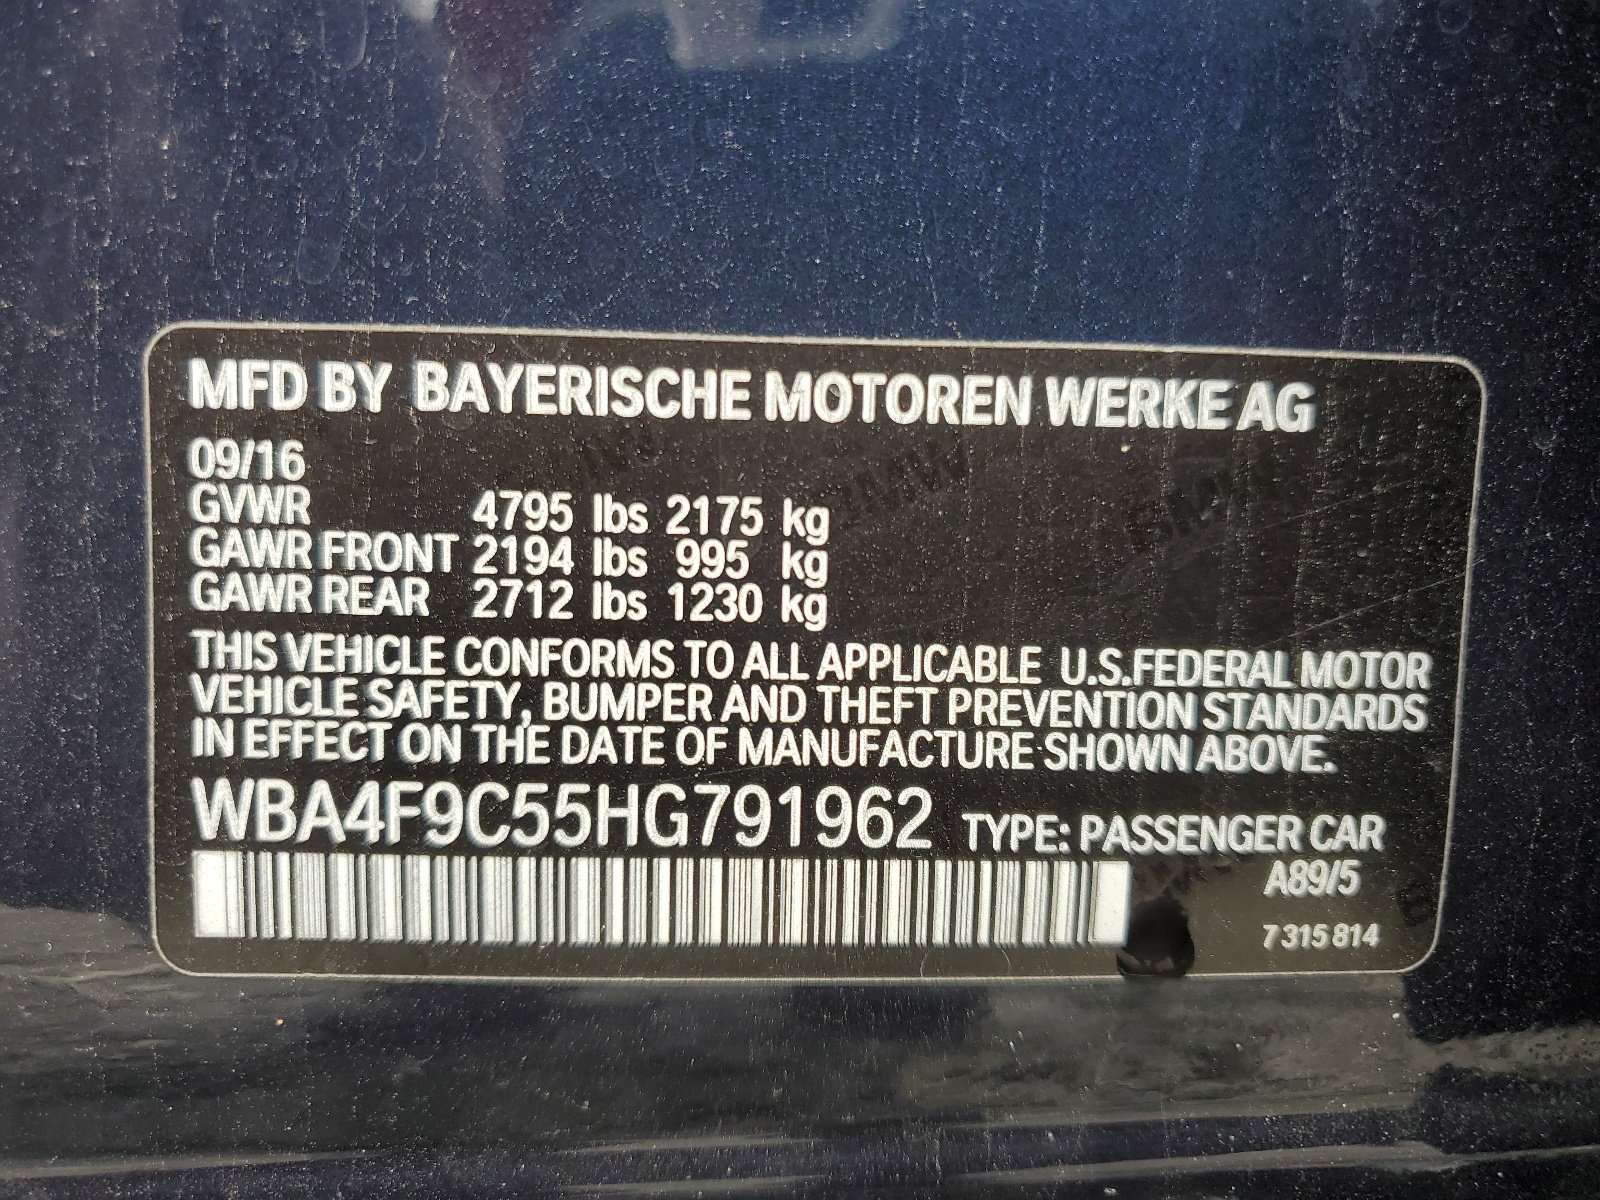 MFD BY BAYERISCHE MOTOREN WERKE AG
09/16
GVWR 4795 lbs 2175 kg
GAWR FRONT 2194 lbs 995 kg
GAWR REAR 2712 lbs 1230 kg
THIS VEHICLE CONFORMS TO ALL APPLICABLE U.S.FEDERAL MOTOR
VEHICLE SAFETY, BUMPER AND THEFT PREVENTION STANDARDS
IN EFFECT ON THE DATE OF MANUFACTURE SHOWN ABOVE.
WBA4F9C55HG791962 TYPE: PASSENGER CAR
A89/5
7 315 814